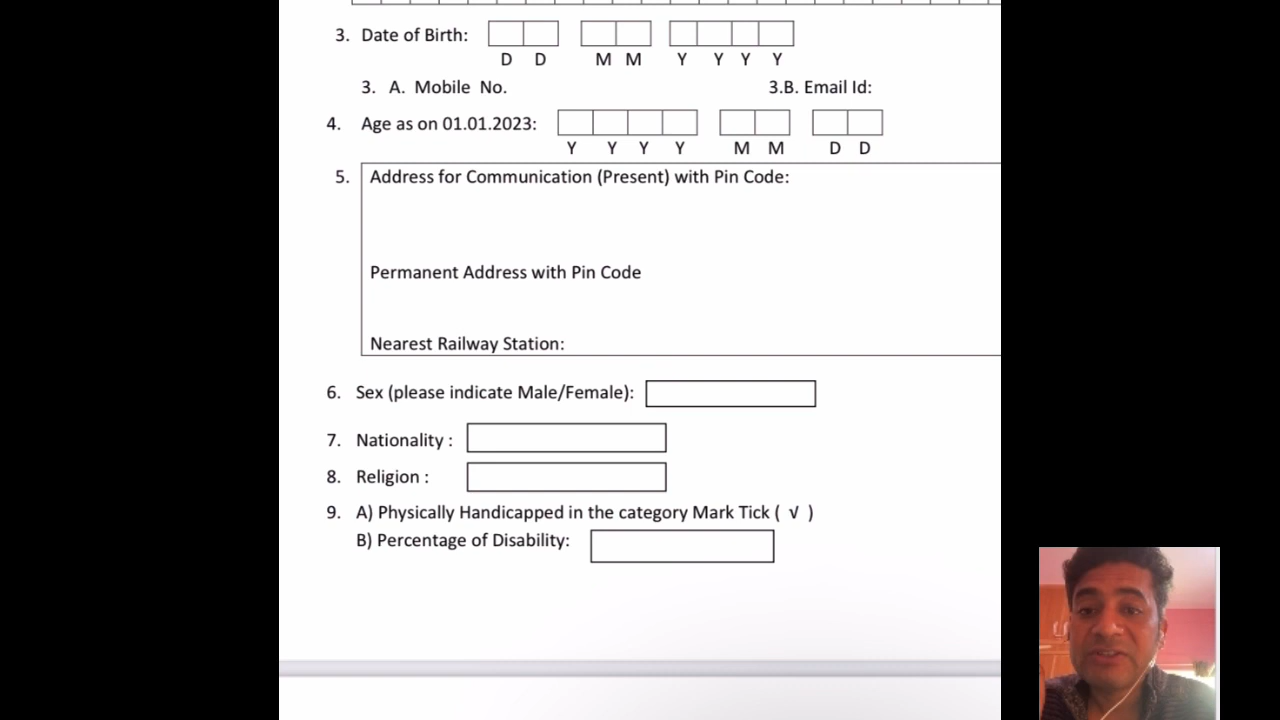 3. Date of Birth:
D D M M Y Y Y Y
3. A. Mobile No. 3.B. Email Id:
4. Age as on 01.01.2023:
Y Y Y Y M M D D
5. Address for Communication (Present) with Pin Code:
Permanent Address with Pin Code
Nearest Railway Station:
6. Sex (please indicate Male/Female):
7. Nationality :
8. Religion :
9. A) Physically Handicapped in the category Mark Tick ( √ )
B) Percentage of Disability: